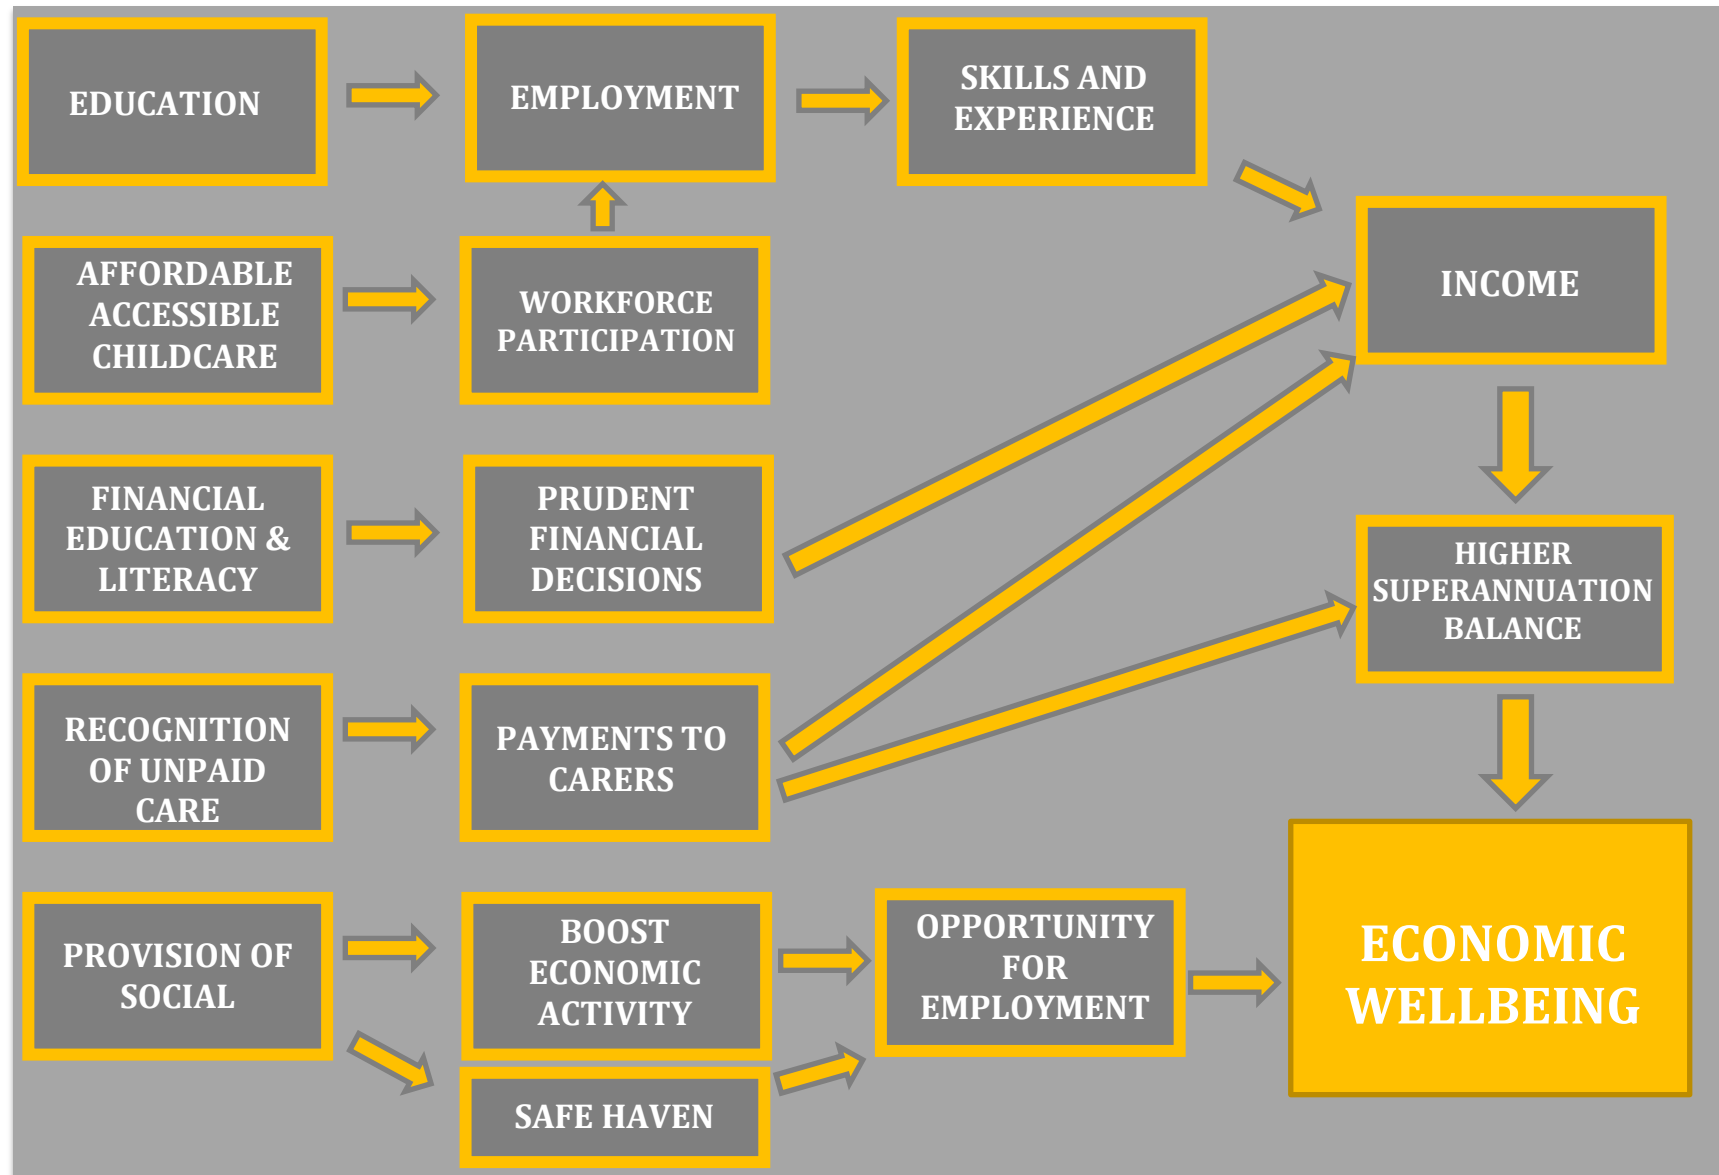 EDUCATION
EMPLOYMENT
SKILLS AND
EXPERIENCE
INCOME
AFFORDABLE
ACCESSIBLE
CHILDCARE
WORKFORCE
PARTICIPATION
FINANCIAL
EDUCATION &
LITERACY
PRUDENT
FINANCIAL
DECISIONS
HIGHER
SUPERANNUATION
BALANCE
RECOGNITION
OF UNPAID
CARE
PAYMENTS TO
CARERS
PROVISION OF
SOCIAL
BOOST
ECONOMIC
ACTIVITY
SAFE HAVEN
OPPORTUNITY
FOR
EMPLOYMENT
ECONOMIC
WELLBEING